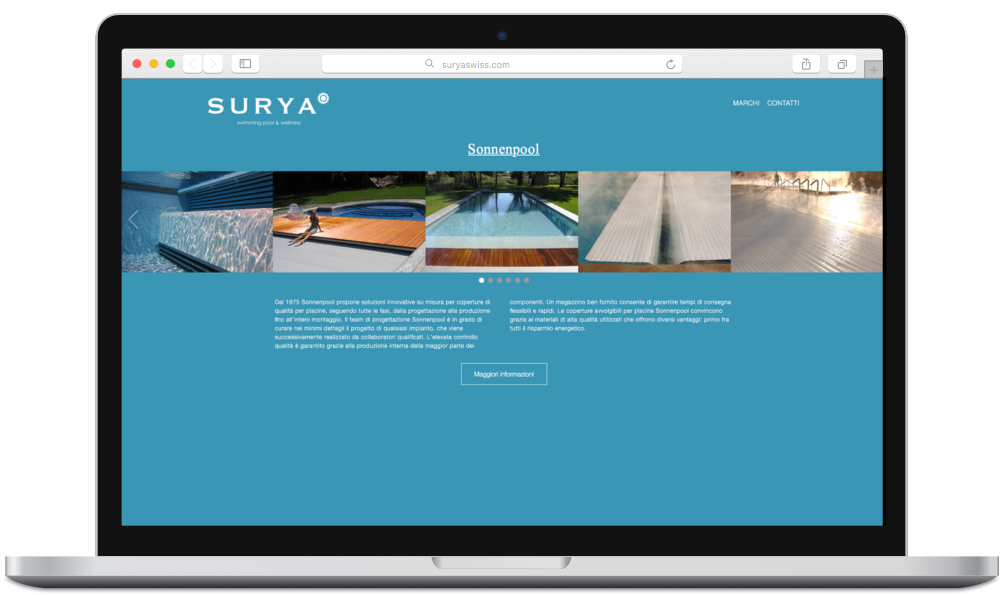 suryaswiss.com
SURYA
swimming pool & wellness
MARCHI CONTATTI
Sonnenpool
Dal 1975 Sonnenpool propone soluzioni innovative su misura per coperture di
qualità per piscine, seguendo tutte le fasi, dalla progettazione alla produzione
fino all'intero montaggio. Il team di progettazione Sonnenpool è in grado di
curare nei minimi dettagli il progetto di qualsiasi impianto, che viene
successivamente realizzato da collaboratori qualificati. L'elevata controllo
qualità è garantito grazie alla produzione interna della maggior parte dei
componenti. Un magazzino ben fornito consente di garantire tempi di consegna
flessibili e rapidi. Le coperture avvolgibili per piscine Sonnenpool convincono
grazie ai materiali di alta qualità utilizzati che offrono diversi vantaggi: primo fra
tutti il risparmio energetico.
Maggiori informazioni